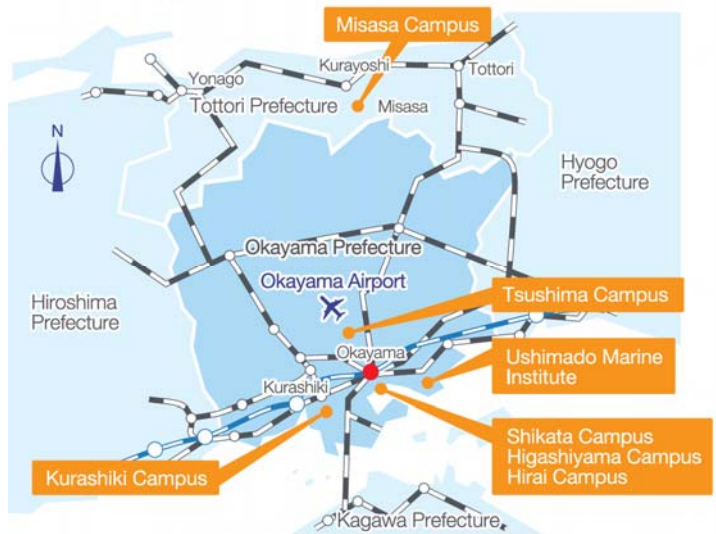 Misasa Campus
Kurayoshi
Tottori
Yonago
Tottori Prefecture
Misasa
N
Hyogo
Prefecture
Okayama Prefecture
Okayama Airport
Tsushima Campus
Hiroshima
Prefecture
Okayama
Ushimado Marine
Institute
Kurashiki
Shikata Campus
Higashiyama Campus
Hirai Campus
Kurashiki Campus
Kagawa Prefecture